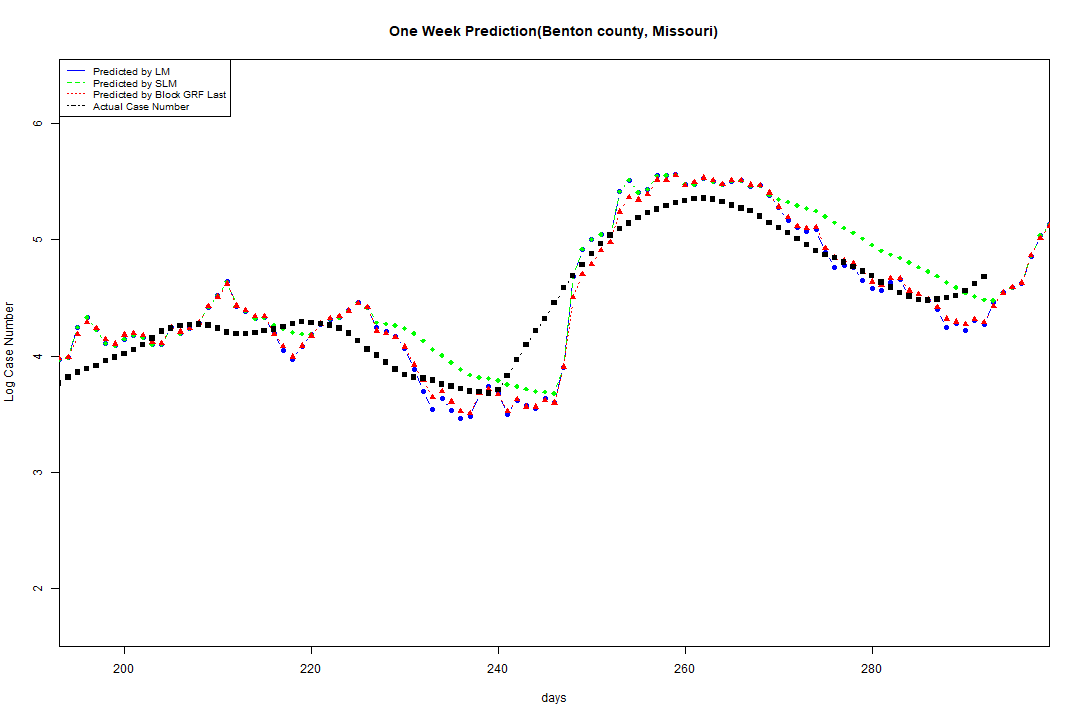 One Week Prediction(Benton county, Missouri)
Predicted by LM
Predicted by SLM
Predicted by Block GRF Last
Actual Case Number
6
5
4
3
2
Log Case Number
200 220 240 260 280
days